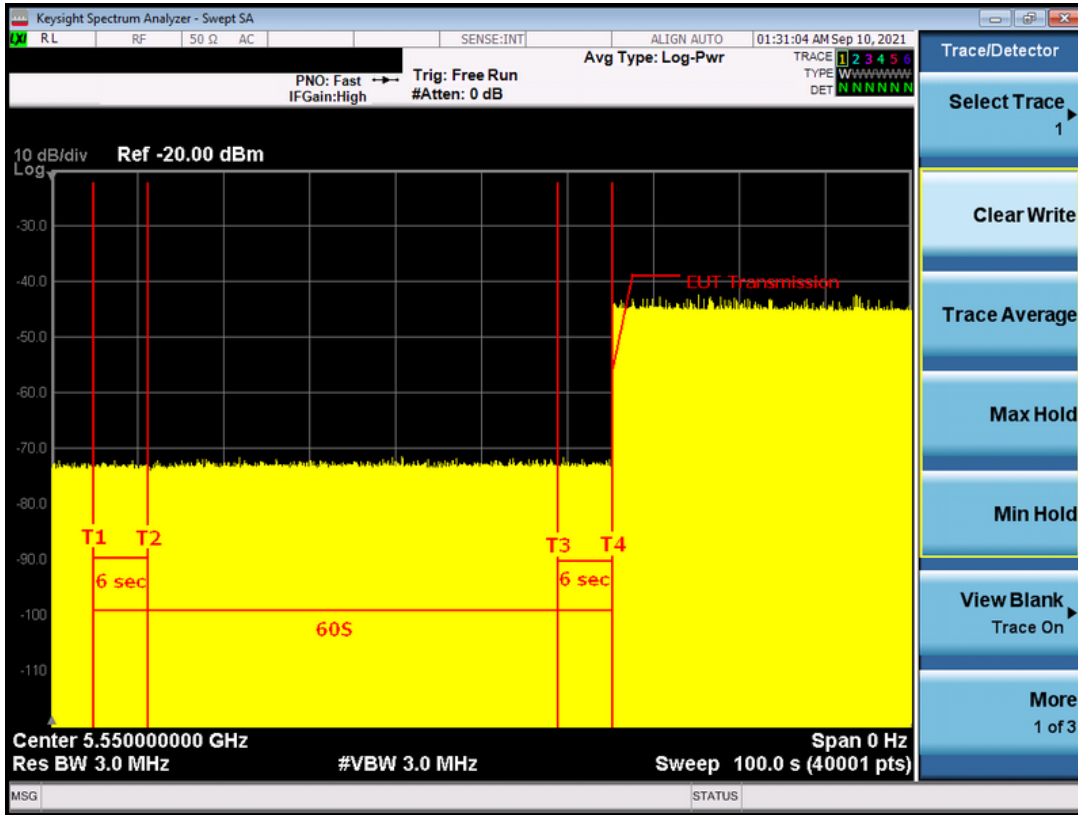 Keysight Spectrum Analyzer - Swept SA
LXI RL RF 50 Ω AC SENSE:INT ALIGN AUTO 01:31:04 AM Sep 10, 2021
Avg Type: Log-Pwr TRACE 1 2 3 4 5 6
PNO: Fast Trig: Free Run TYPE WWWWWWW
IFGain:High #Atten: 0 dB DET N N N N N N
10 dB/div Ref -20.00 dBm
Log
-30.0
-40.0
EUT Transmission
-50.0
-60.0
-70.0
-80.0
T1 T2 T3 T4
-90.0
6 sec 6 sec
-100
60S
-110
Center 5.550000000 GHz Span 0 Hz
Res BW 3.0 MHz #VBW 3.0 MHz Sweep 100.0 s (40001 pts)
MSG STATUS
Trace/Detector
Select Trace
1
Clear Write
Trace Average
Max Hold
Min Hold
View Blank
Trace On
More
1 of 3